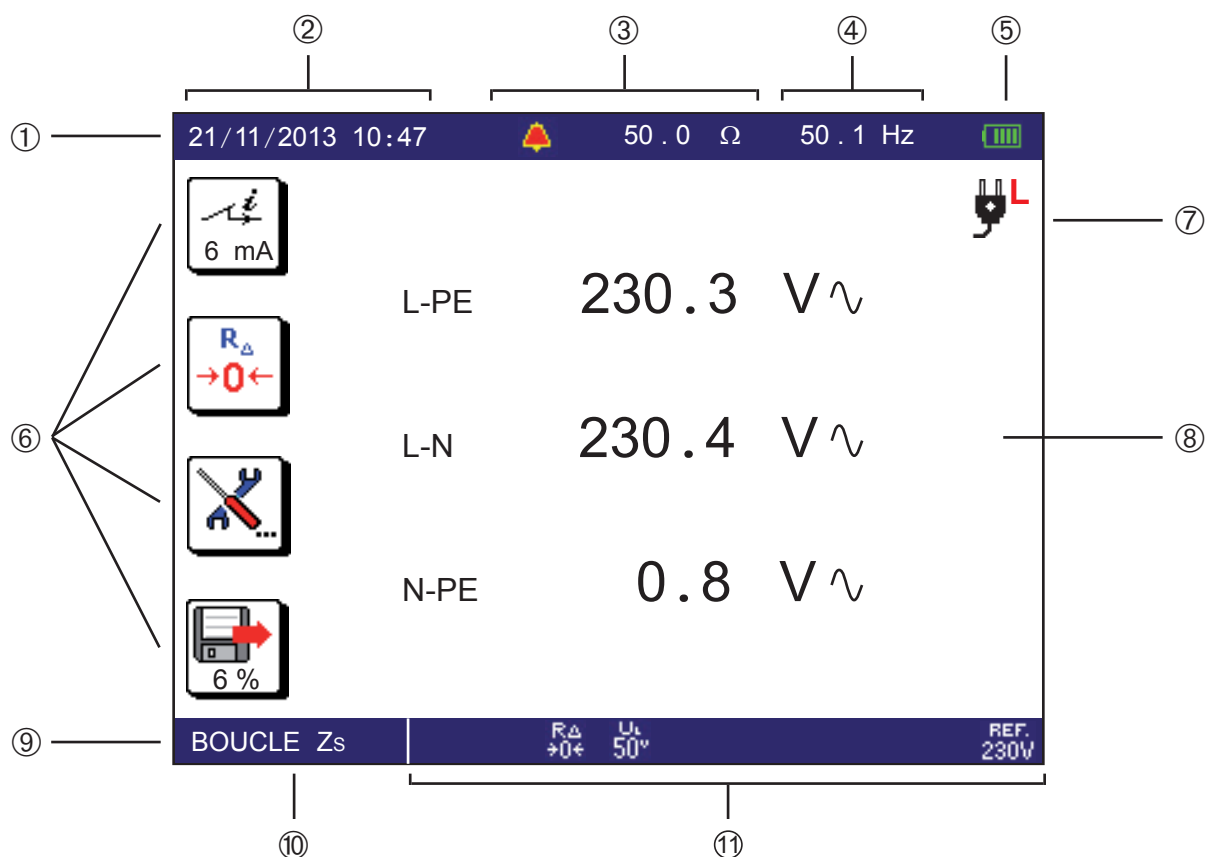 ② ③ ④ ⑤
① 21/11/2013 10:47 50.0 Ω 50.1 Hz
i
6 mA
L ⑦
L-PE 230.3 V
R△
→0←
⑥ L-N 230.4 V ⑧
...
N-PE 0.8 V
6 %
⑨ BOUCLE Zs R△ →0← UL 50V REF. 230V
⑩ ⑪